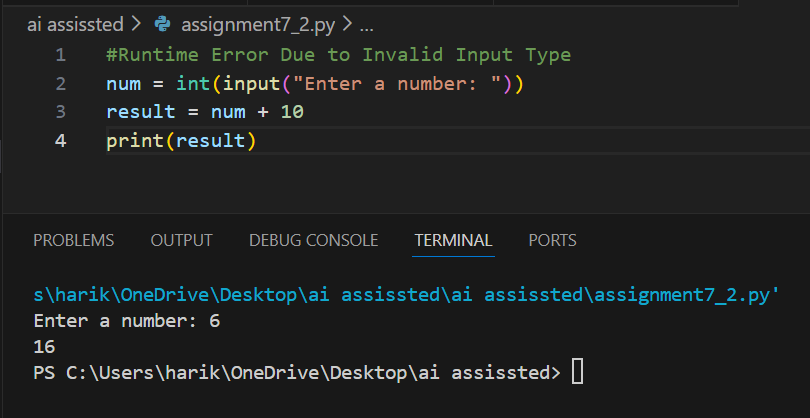 ai assissted > assignment7_2.py > ...
1 #Runtime Error Due to Invalid Input Type
2 num = int(input("Enter a number: "))
3 result = num + 10
4 print(result)
PROBLEMS OUTPUT DEBUG CONSOLE TERMINAL PORTS
s\harik\OneDrive\Desktop\ai assissted\ai assissted\assignment7_2.py'
Enter a number: 6
16
PS C:\Users\harik\OneDrive\Desktop\ai assissted>